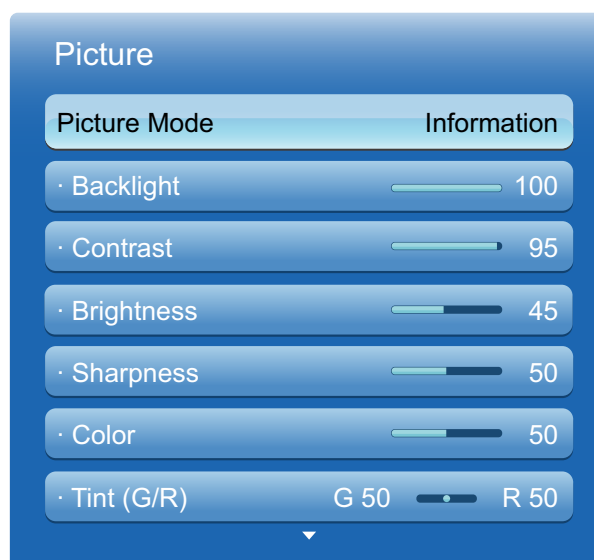 Picture
Picture Mode Information
· Backlight 100
· Contrast 95
· Brightness 45
· Sharpness 50
· Color 50
· Tint (G/R) G 50 R 50